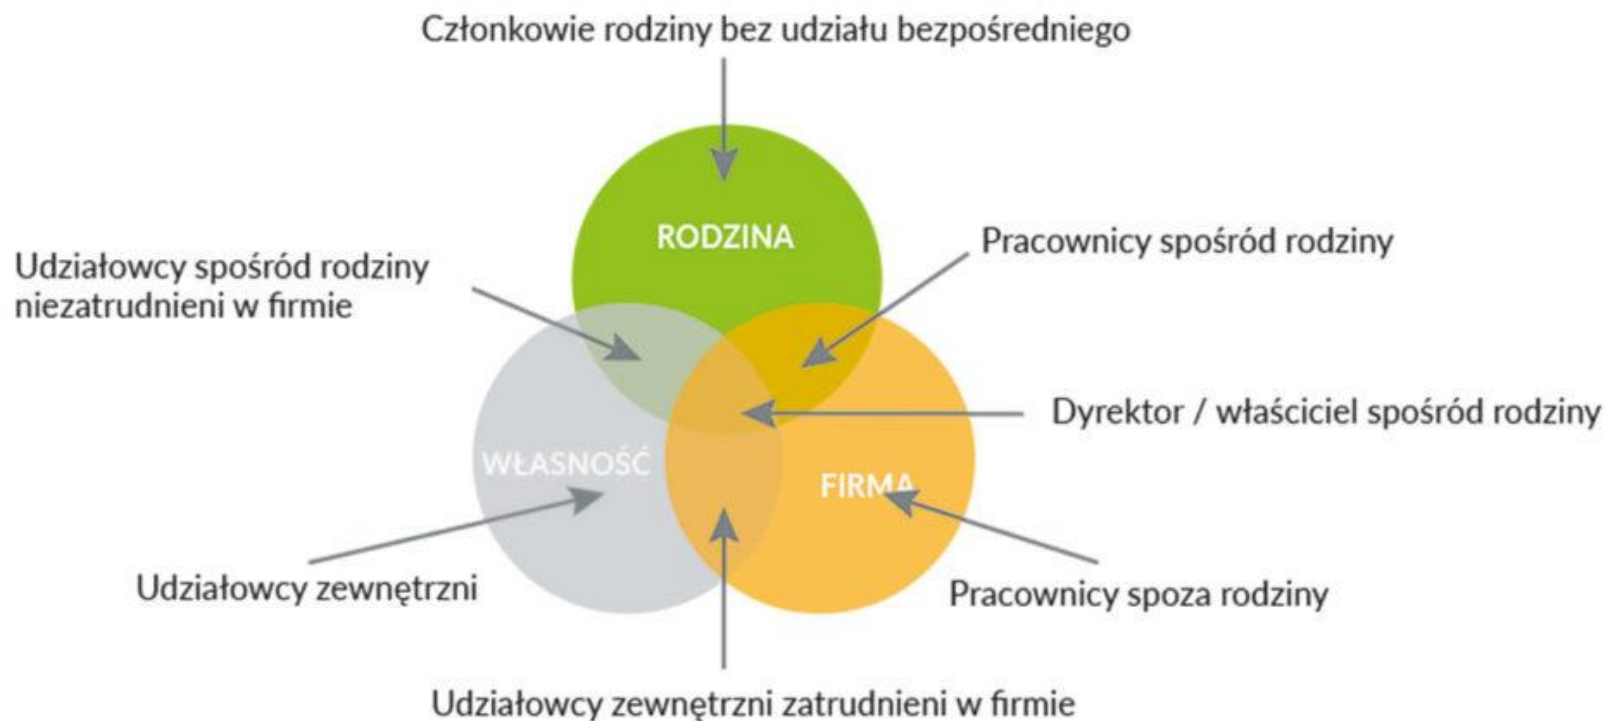 Członkowie rodziny bez udziału bezpośredniego
RODZINA
Pracownicy spośród rodziny
Udziałowcy spośród rodziny
niezatrudnieni w firmie
Dyrektor / właściciel spośród rodziny
WŁASNOŚĆ
FIRMA
Udziałowcy zewnętrzni
Pracownicy spoza rodziny
Udziałowcy zewnętrzni zatrudnieni w firmie